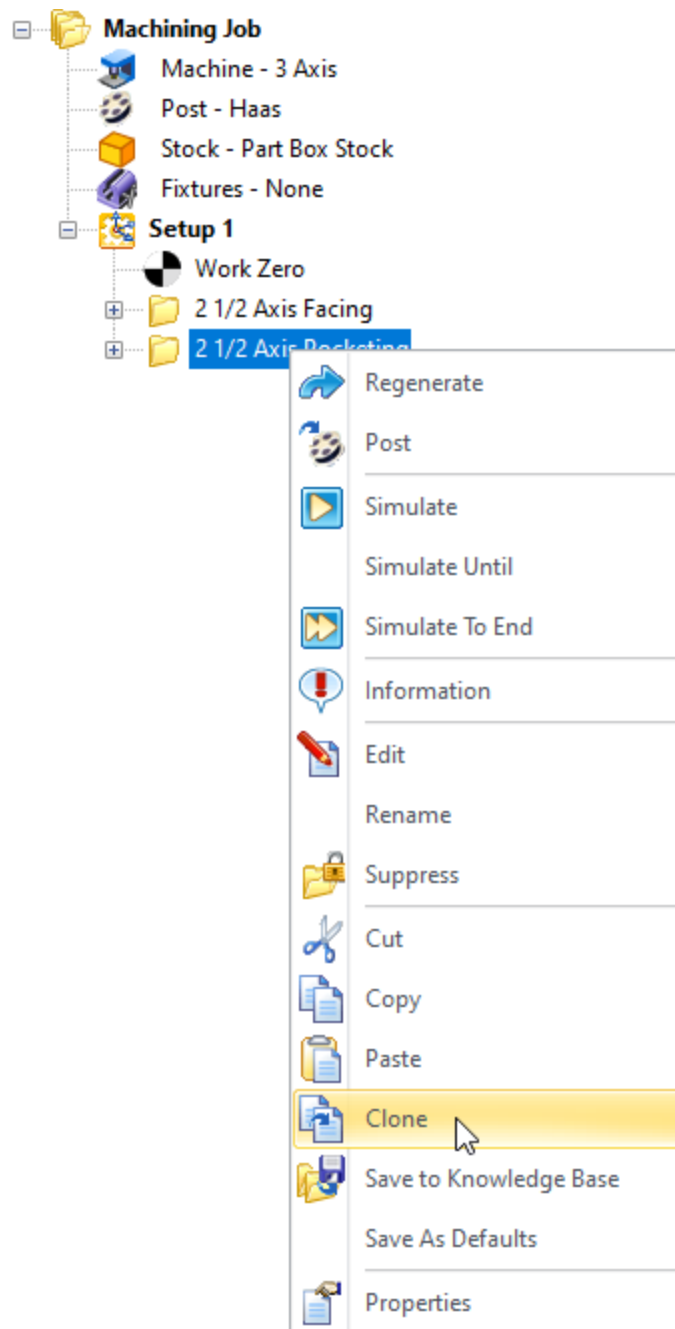 Machining Job
Machine - 3 Axis
Post - Haas
Stock - Part Box Stock
Fixtures - None
Setup 1
Work Zero
2 1/2 Axis Facing
2 1/2 Axis Pocketing
Regenerate
Post
Simulate
Simulate Until
Simulate To End
Information
Edit
Rename
Suppress
Cut
Copy
Paste
Clone
Save to Knowledge Base
Save As Defaults
Properties